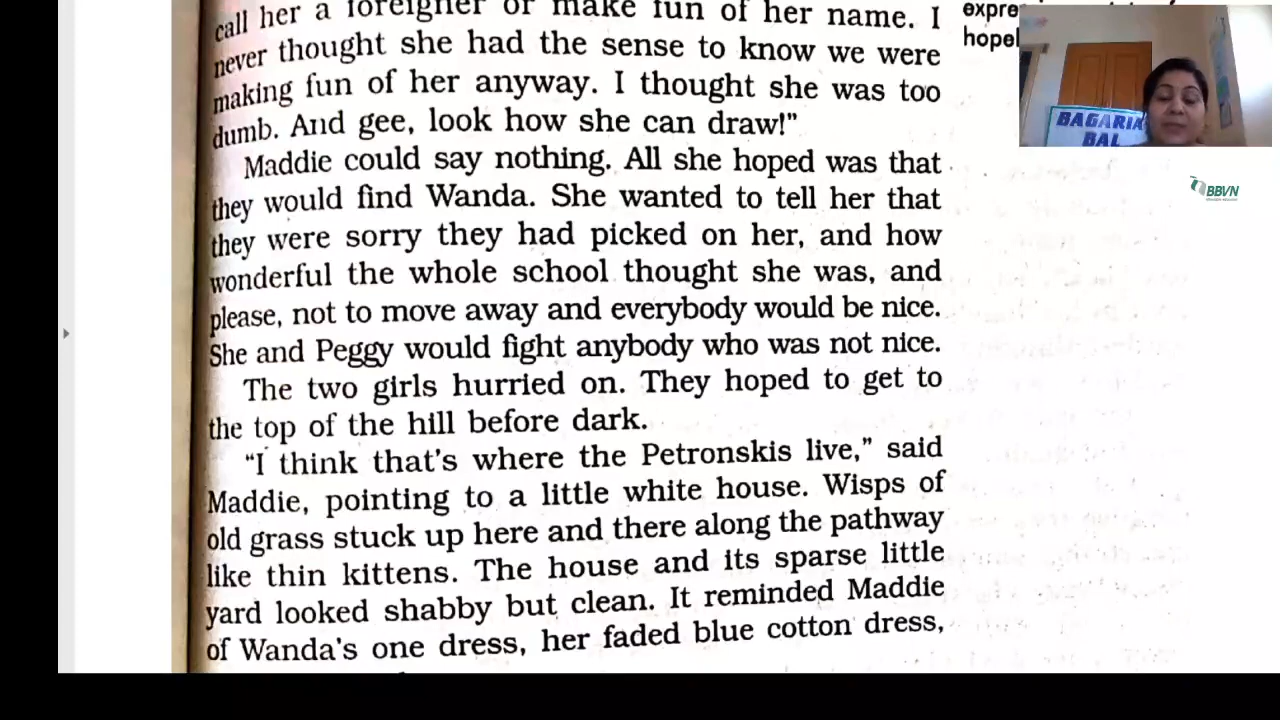 call her a foreigner or make fun of her name. I
never thought she had the sense to know we were
making fun of her anyway. I thought she was too
dumb. And gee, look how she can draw!”
Maddie could say nothing. All she hoped was that
they would find Wanda. She wanted to tell her that
they were sorry they had picked on her, and how
wonderful the whole school thought she was, and
please, not to move away and everybody would be nice.
She and Peggy would fight anybody who was not nice.
The two girls hurried on. They hoped to get to
the top of the hill before dark.
“I think that's where the Petronskis live,” said
Maddie, pointing to a little white house. Wisps of
old grass stuck up here and there along the pathway
like thin kittens. The house and its sparse little
yard looked shabby but clean. It reminded Maddie
of Wanda's one dress, her faded blue cotton dress,
expre
hopel
BAGARIA
BAL
BBVN